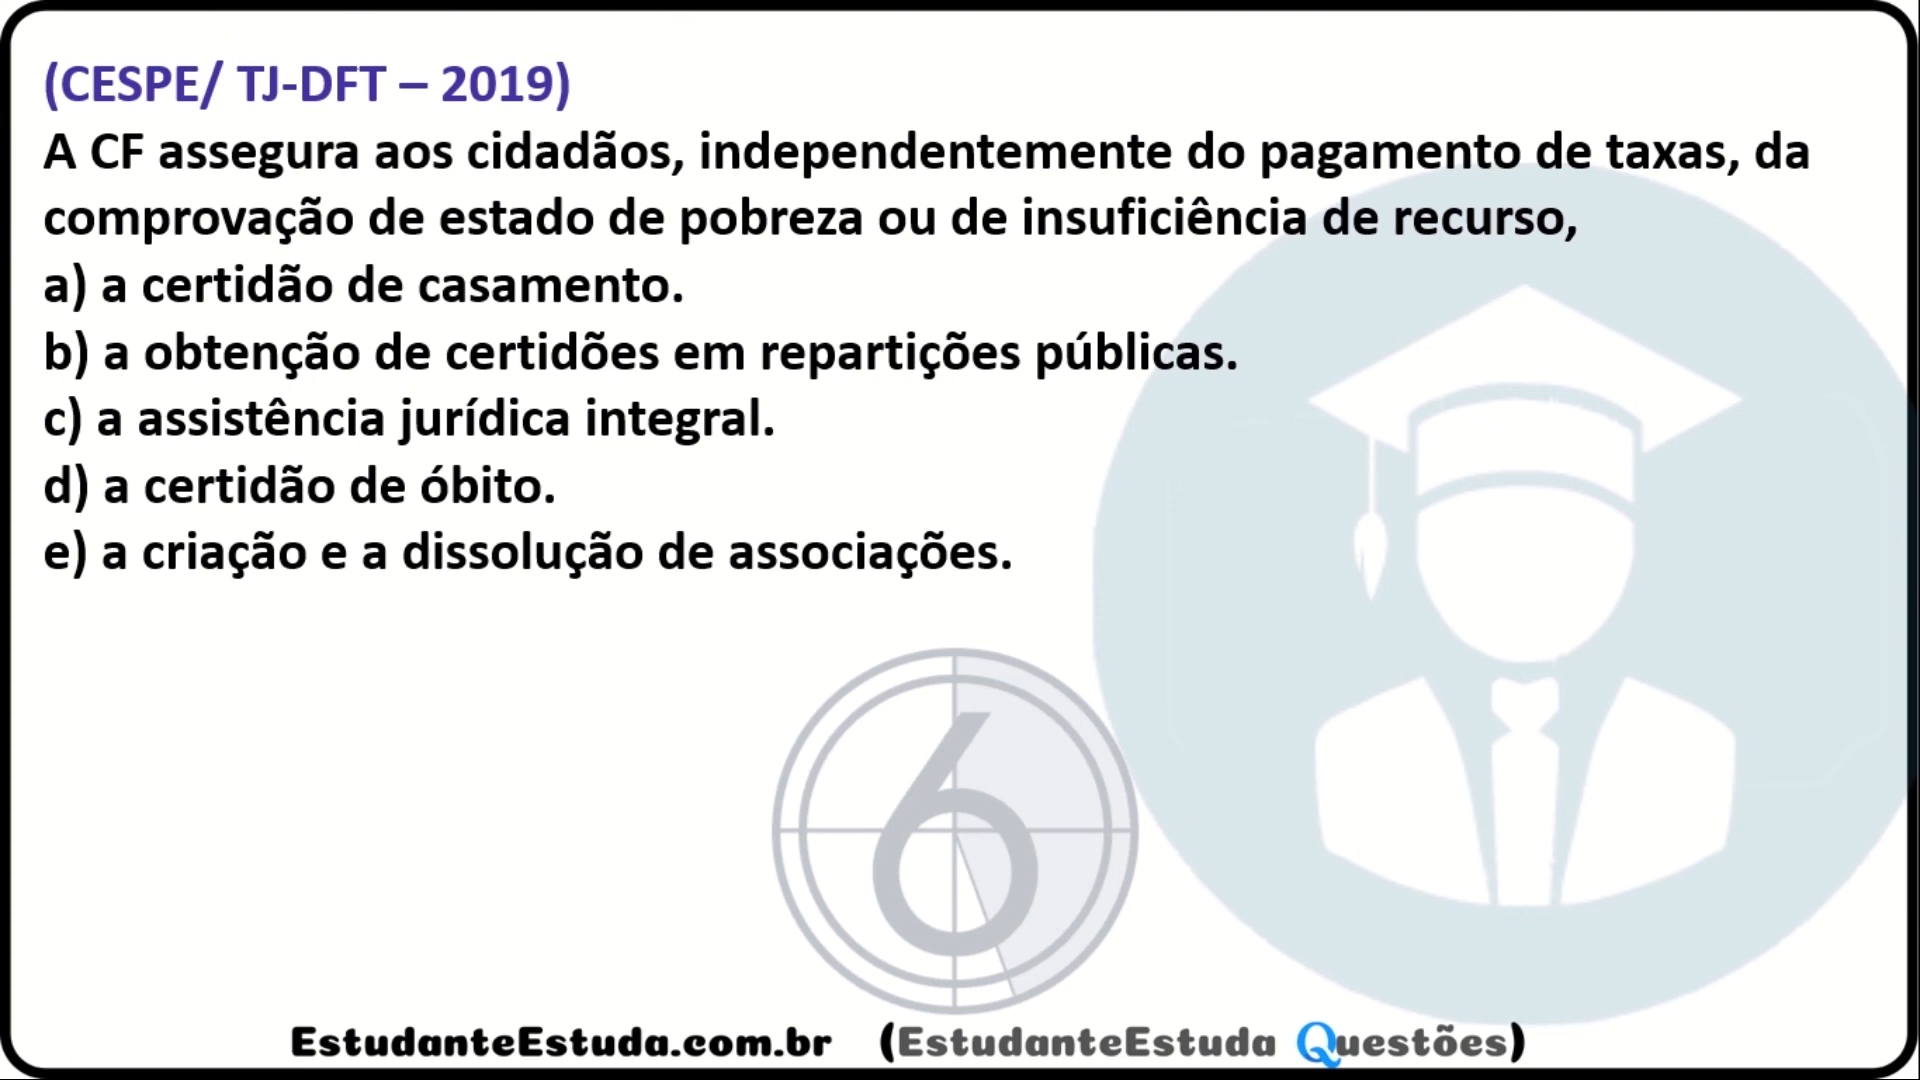 (CESPE/ TJ-DFT – 2019)
A CF assegura aos cidadãos, independentemente do pagamento de taxas, da
comprovação de estado de pobreza ou de insuficiência de recurso,
a) a certidão de casamento.
b) a obtenção de certidões em repartições públicas.
c) a assistência jurídica integral.
d) a certidão de óbito.
e) a criação e a dissolução de associações.
6
EstudanteEstuda.com.br (EstudanteEstuda Questões)